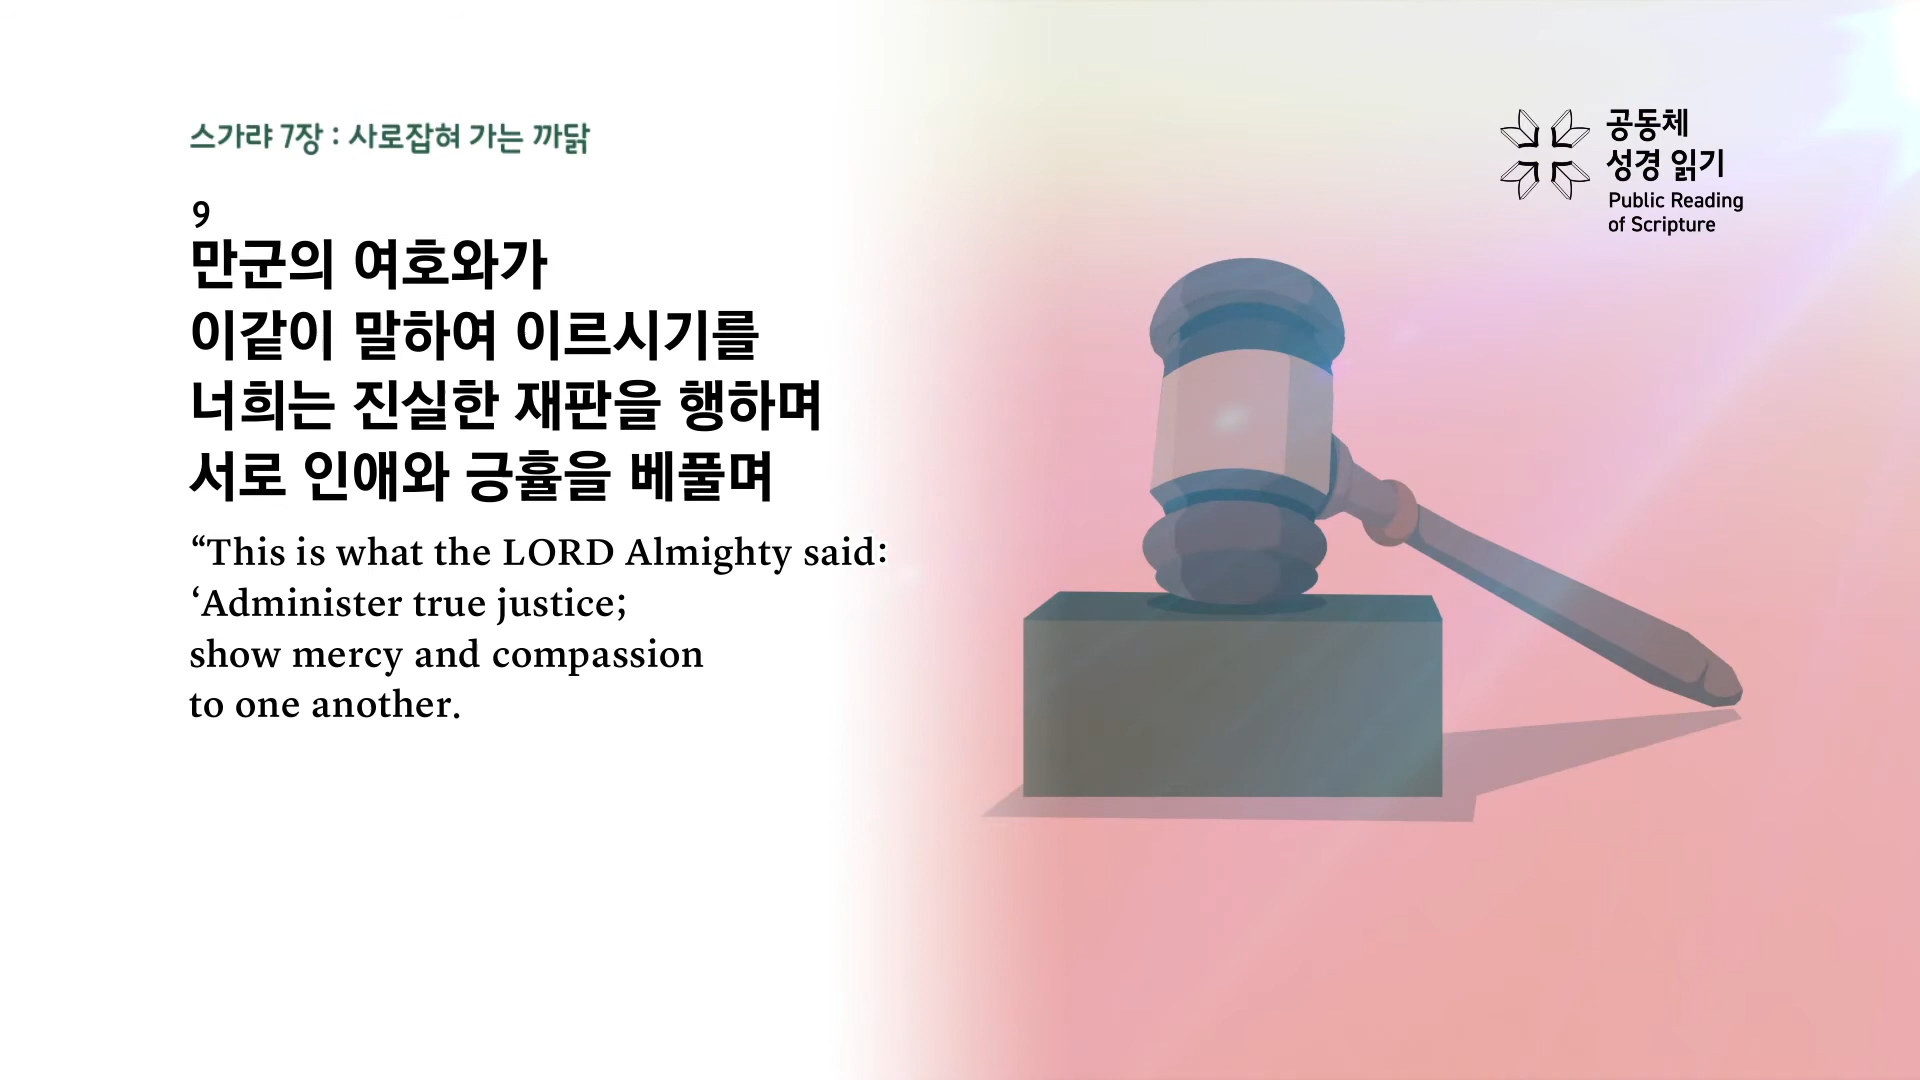 스가랴 7장 : 사로잡혀 가는 까닭
공동체
성경 읽기
Public Reading
of Scripture
9
만군의 여호와가
이같이 말하여 이르시기를
너희는 진실한 재판을 행하며
서로 인애와 긍휼을 베풀며
“This is what the LORD Almighty said:
‘Administer true justice;
show mercy and compassion
to one another.